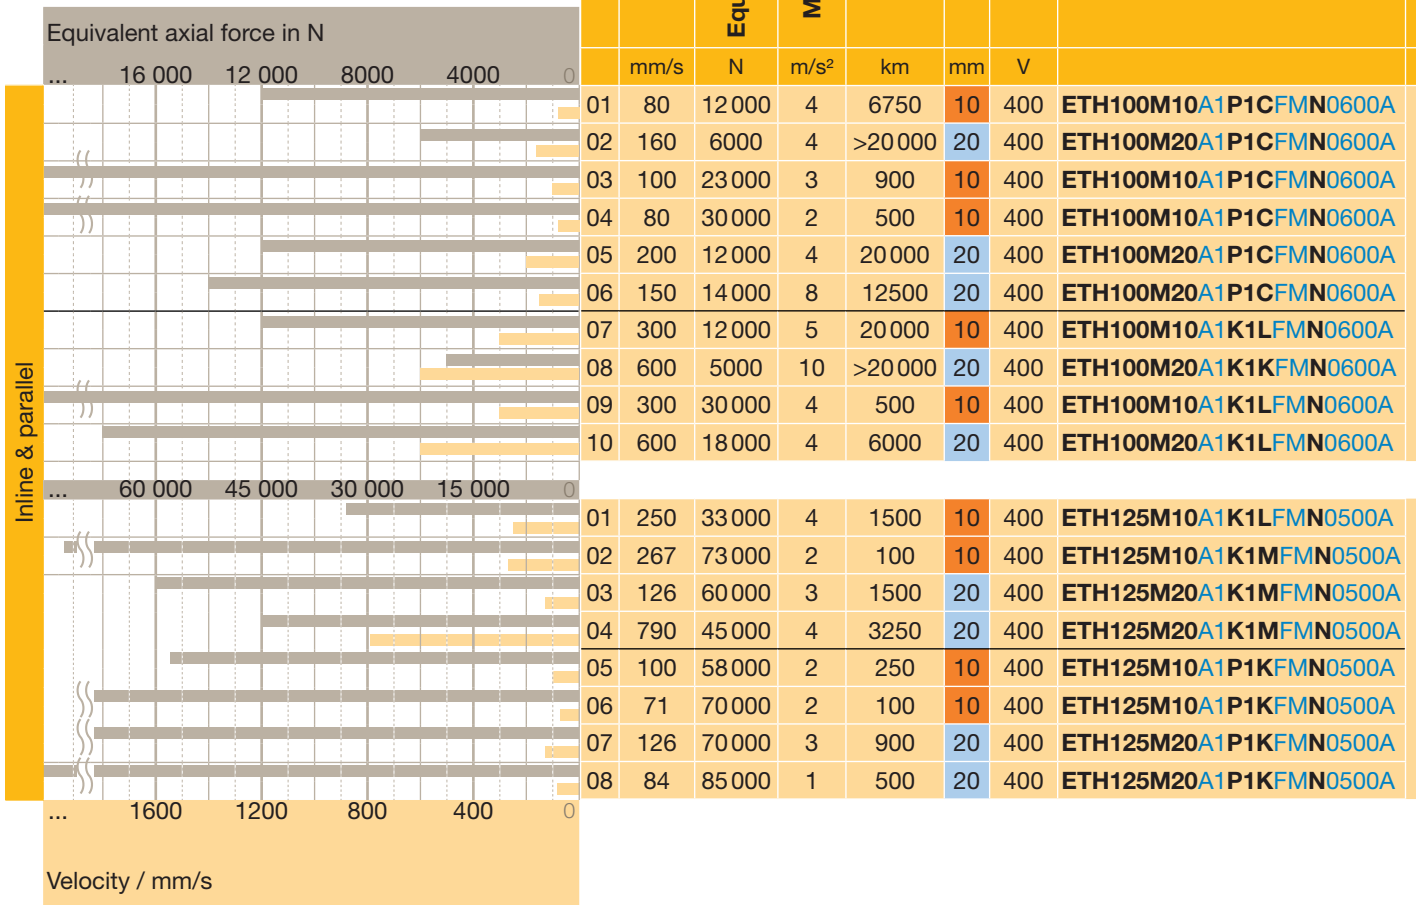 Equ
M
Equivalent axial force in N
... 16 000 12 000 8000 4000 0
mm/s N m/s² km mm V
01 80 12 000 4 6750 10 400 ETH100M10A1P1CFMN0600A
02 160 6000 4 >20 000 20 400 ETH100M20A1P1CFMN0600A
03 100 23 000 3 900 10 400 ETH100M10A1P1CFMN0600A
04 80 30 000 2 500 10 400 ETH100M10A1P1CFMN0600A
05 200 12 000 4 20 000 20 400 ETH100M20A1P1CFMN0600A
06 150 14 000 8 12500 20 400 ETH100M20A1P1CFMN0600A
07 300 12 000 5 20 000 10 400 ETH100M10A1K1LFMN0600A
08 600 5000 10 >20 000 20 400 ETH100M20A1K1KFMN0600A
09 300 30 000 4 500 10 400 ETH100M10A1K1LFMN0600A
10 600 18 000 4 6000 20 400 ETH100M20A1K1LFMN0600A
Inline & parallel
... 60 000 45 000 30 000 15 000 0
01 250 33 000 4 1500 10 400 ETH125M10A1K1LFMN0500A
02 267 73 000 2 100 10 400 ETH125M10A1K1MFMN0500A
03 126 60 000 3 1500 20 400 ETH125M20A1K1MFMN0500A
04 790 45 000 4 3250 20 400 ETH125M20A1K1MFMN0500A
05 100 58 000 2 250 10 400 ETH125M10A1P1KFMN0500A
06 71 70 000 2 100 10 400 ETH125M10A1P1KFMN0500A
07 126 70 000 3 900 20 400 ETH125M20A1P1KFMN0500A
08 84 85 000 1 500 20 400 ETH125M20A1P1KFMN0500A
... 1600 1200 800 400 0
Velocity / mm/s